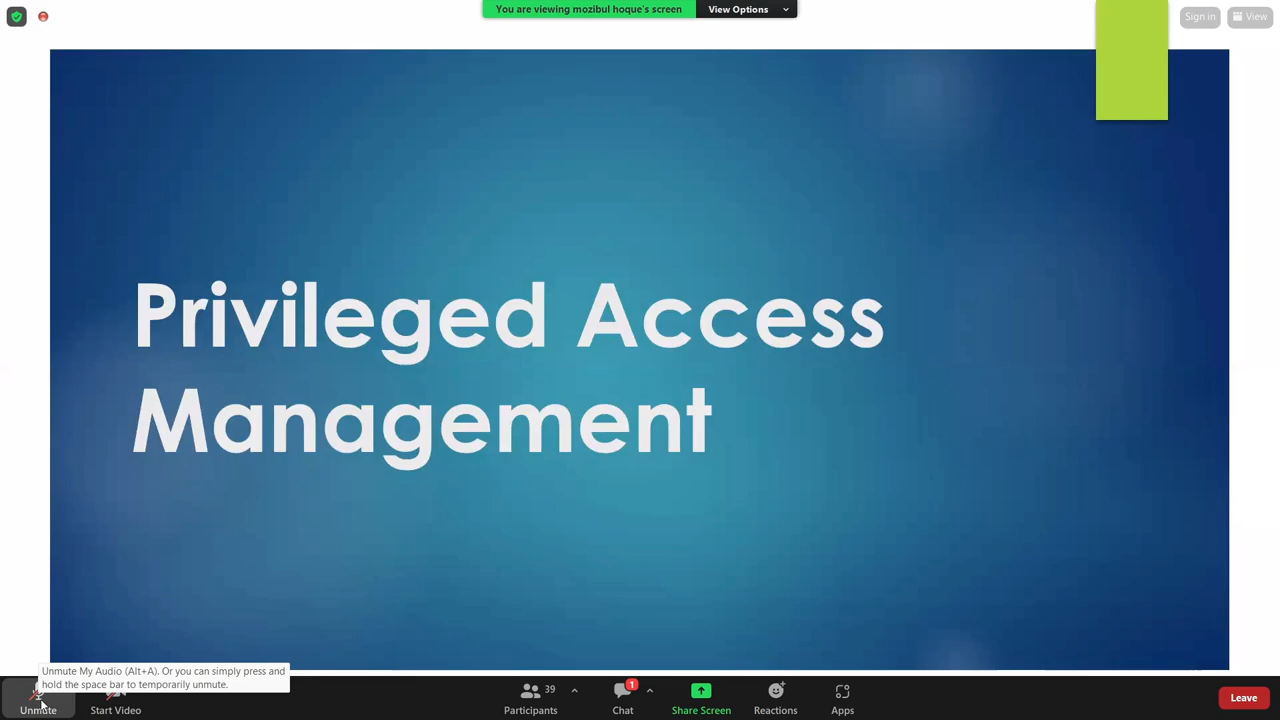 You are viewing mozibul hoque's screen
View Options
Sign in
View
Privileged Access
Management
Unmute My Audio (Alt+A). Or you can simply press and
hold the space bar to temporarily unmute.
Unmute
Start Video
39
Participants
1
Chat
Share Screen
Reactions
Apps
Leave